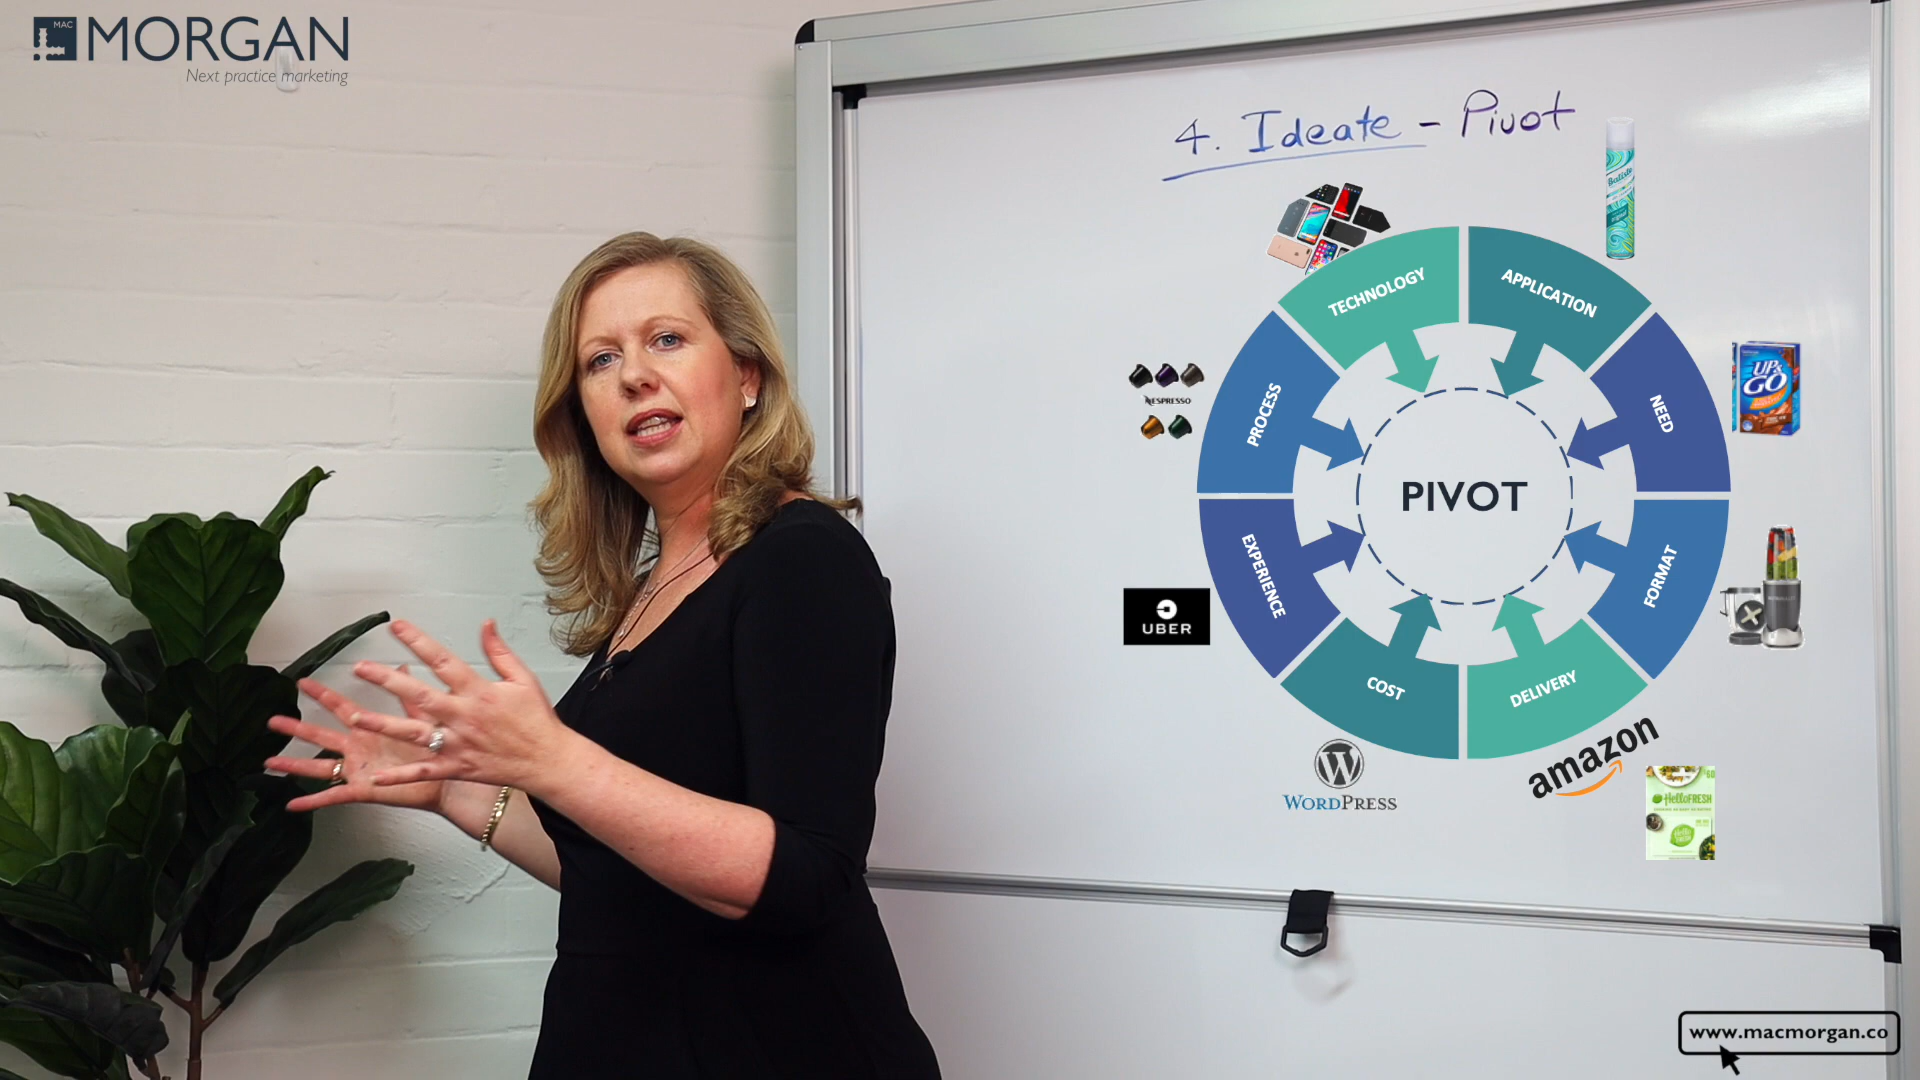 MAC
MORGAN
Next practice marketing
4. Ideate - Pivot
Batiste
TECHNOLOGY
APPLICATION
PROCESS
NEED
NESPRESSO
UP&
GO
PIVOT
EXPERIENCE
FORMAT
UBER
COST
DELIVERY
amazon
WORDPRESS
HelloFRESH
www.macmorgan.co